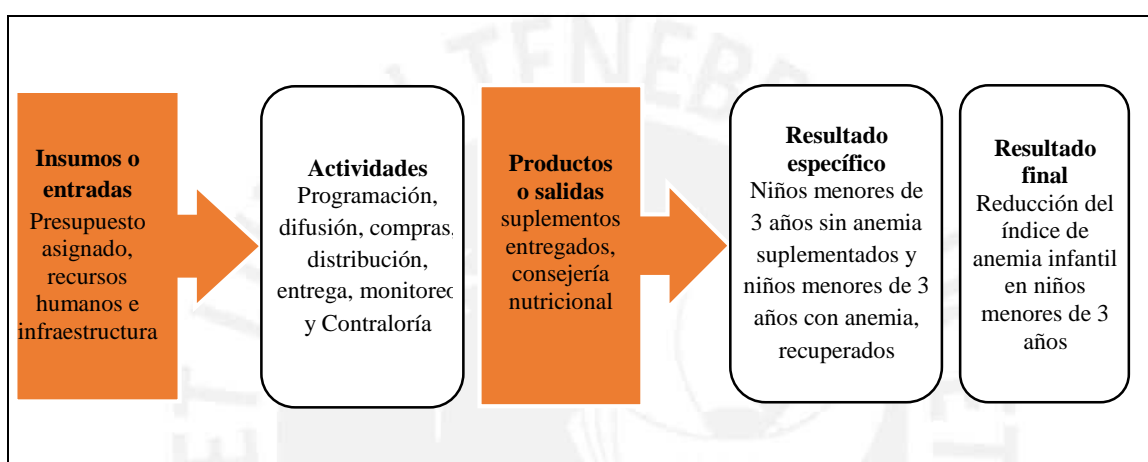 Insumos o
entradas
Presupuesto
asignado,
recursos
humanos e
infraestructura
Actividades
Programación,
difusión, compras,
distribución,
entrega, monitoreo
y Contraloría
Productos
o salidas
suplementos
entregados,
consejería
nutricional
Resultado
específico
Niños menores de
3 años sin anemia
suplementados y
niños menores de 3
años con anemia,
recuperados
Resultado
final
Reducción del
índice de
anemia infantil
en niños
menores de 3
años